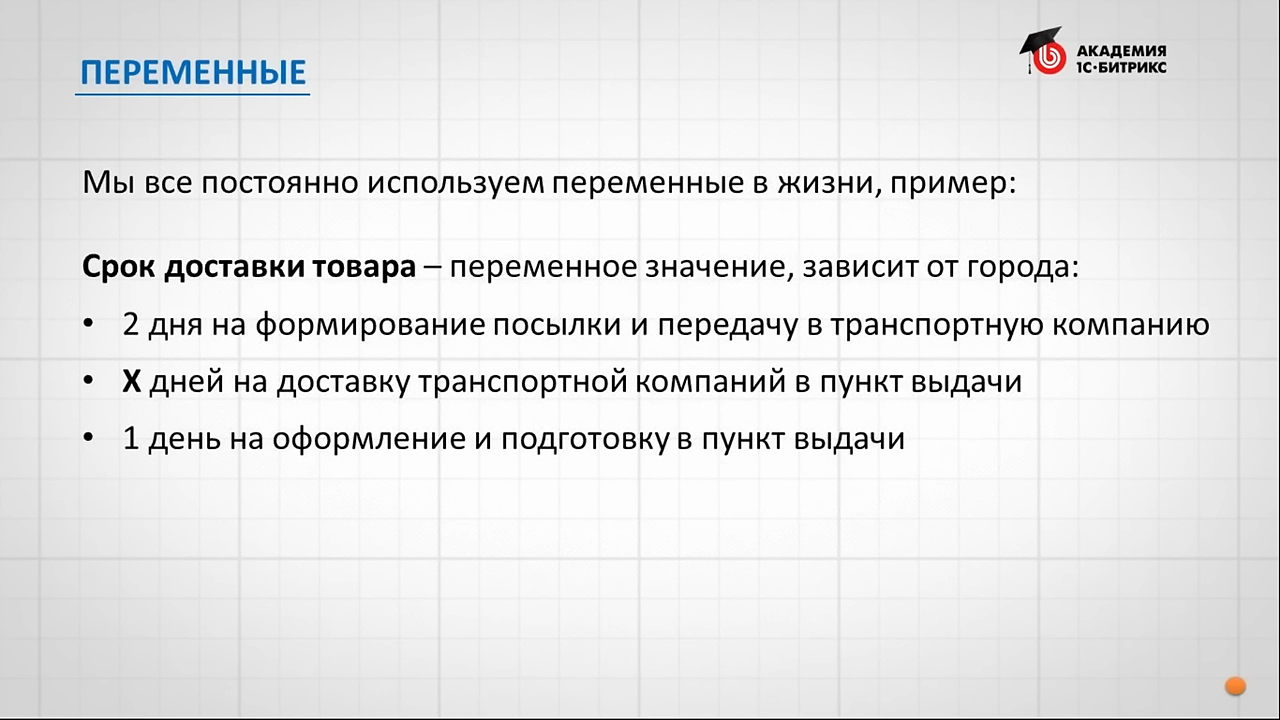 ПЕРЕМЕННЫЕ
АКАДЕМИЯ
1С-БИТРИКС
Мы все постоянно используем переменные в жизни, пример:
Срок доставки товара – переменное значение, зависит от города:
• 2 дня на формирование посылки и передачу в транспортную компанию
• X дней на доставку транспортной компаний в пункт выдачи
• 1 день на оформление и подготовку в пункт выдачи